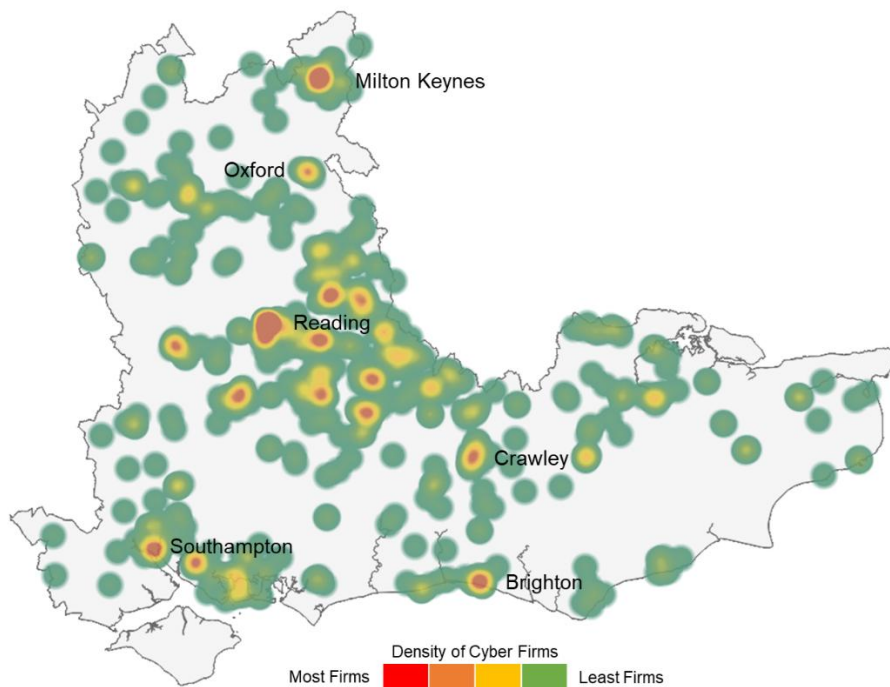 Milton Keynes
Oxford
Reading
Crawley
Southampton
Brighton
Density of Cyber Firms
Most Firms
Least Firms